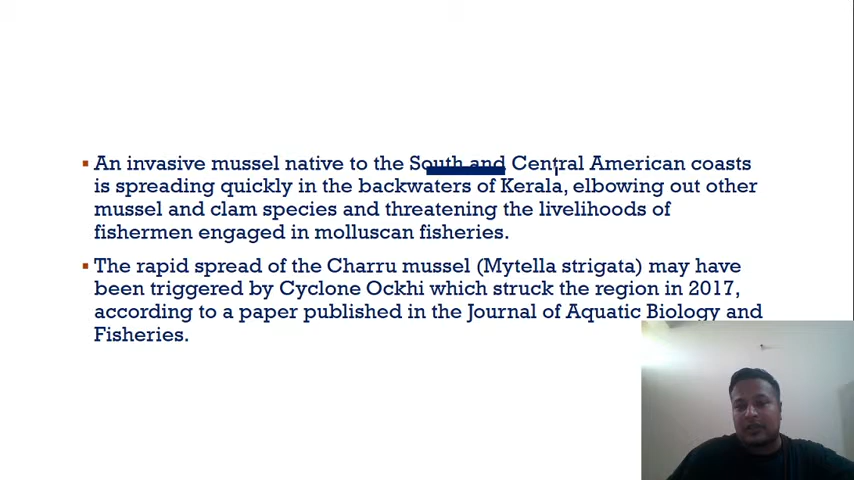 ▪ An invasive mussel native to the South and Central American coasts
is spreading quickly in the backwaters of Kerala, elbowing out other
mussel and clam species and threatening the livelihoods of
fishermen engaged in molluscan fisheries.
▪ The rapid spread of the Charru mussel (Mytella strigata) may have
been triggered by Cyclone Ockhi which struck the region in 2017,
according to a paper published in the Journal of Aquatic Biology and
Fisheries.